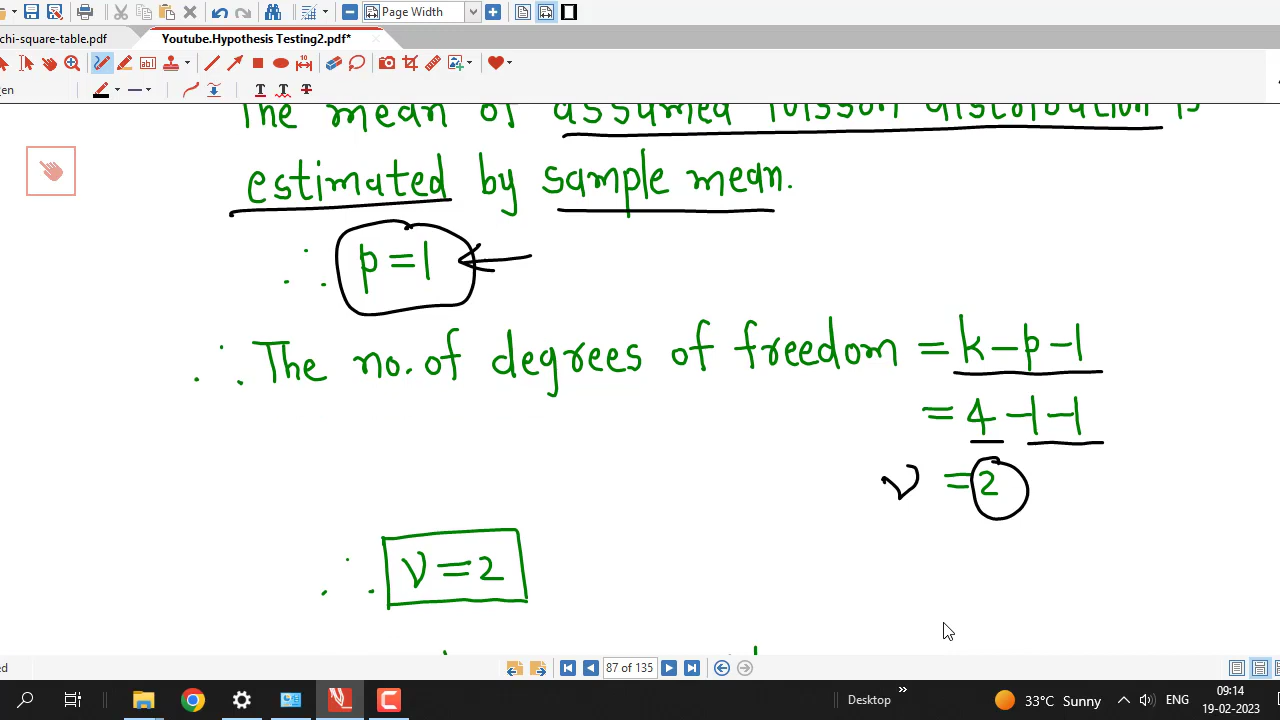 Page Width
chi-square-table.pdf
Youtube.Hypothesis Testing2.pdf*
en
The mean of assumed Poisson distribution is
estimated by sample mean.
∴ p = 1
∴ The no. of degrees of freedom = k - p - 1
= 4 - 1 - 1
ν = 2
∴ ν = 2
ed
87 of 135
Desktop
33°C Sunny
ENG
09:14
19-02-2023